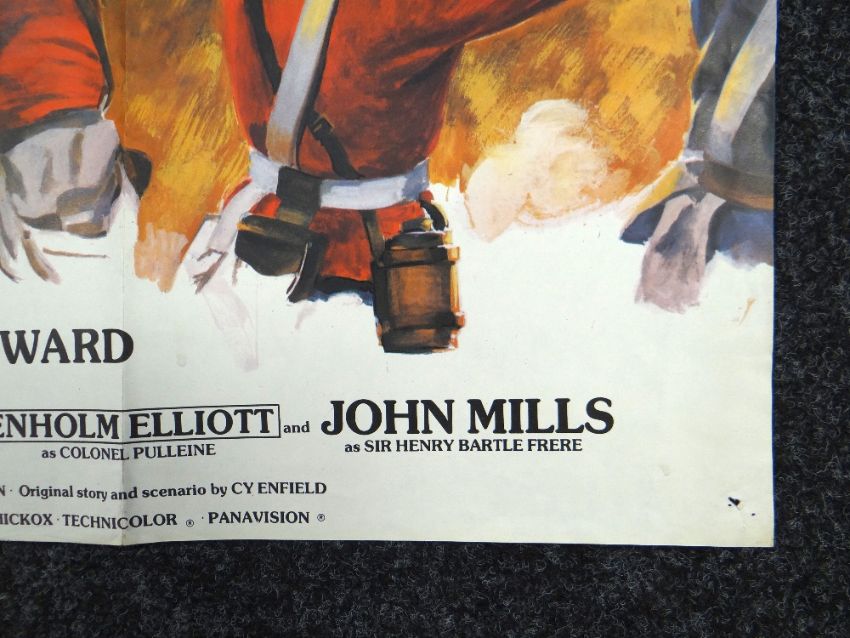 WARD
ENHOLM ELLIOTT and JOHN MILLS
as COLONEL PULLEINE as SIR HENRY BARTLE FRERE
N · Original story and scenario by CY ENFIELD
HICKOX · TECHNICOLOR ® · PANAVISION ®